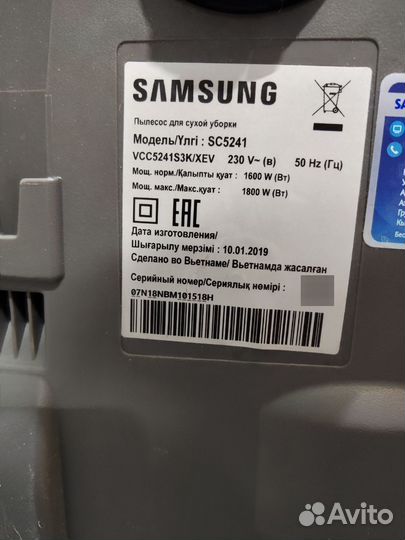 SAMSUNG
Пылесос для сухой уборки
Модель/Үлгі : SC5241
VCC5241S3K/XEV 230 V~ (в) 50 Hz (Гц)
Мощ. норм./Қалыпты қуат : 1600 W (Вт)
Мощ. макс./Макс.қуат : 1800 W (Вт)
EAC
Дата изготовления/
Шығарылу мерзімі : 10.01.2019
Сделано во Вьетнаме/ Вьетнамда жасалған
Серийный номер/Сериялық нөмірі :
07N18NBM101518H
SA
Avito